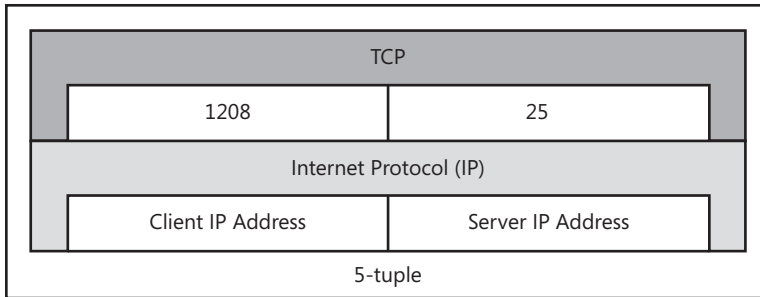 TCP
1208 25
Internet Protocol (IP)
Client IP Address Server IP Address
5-tuple